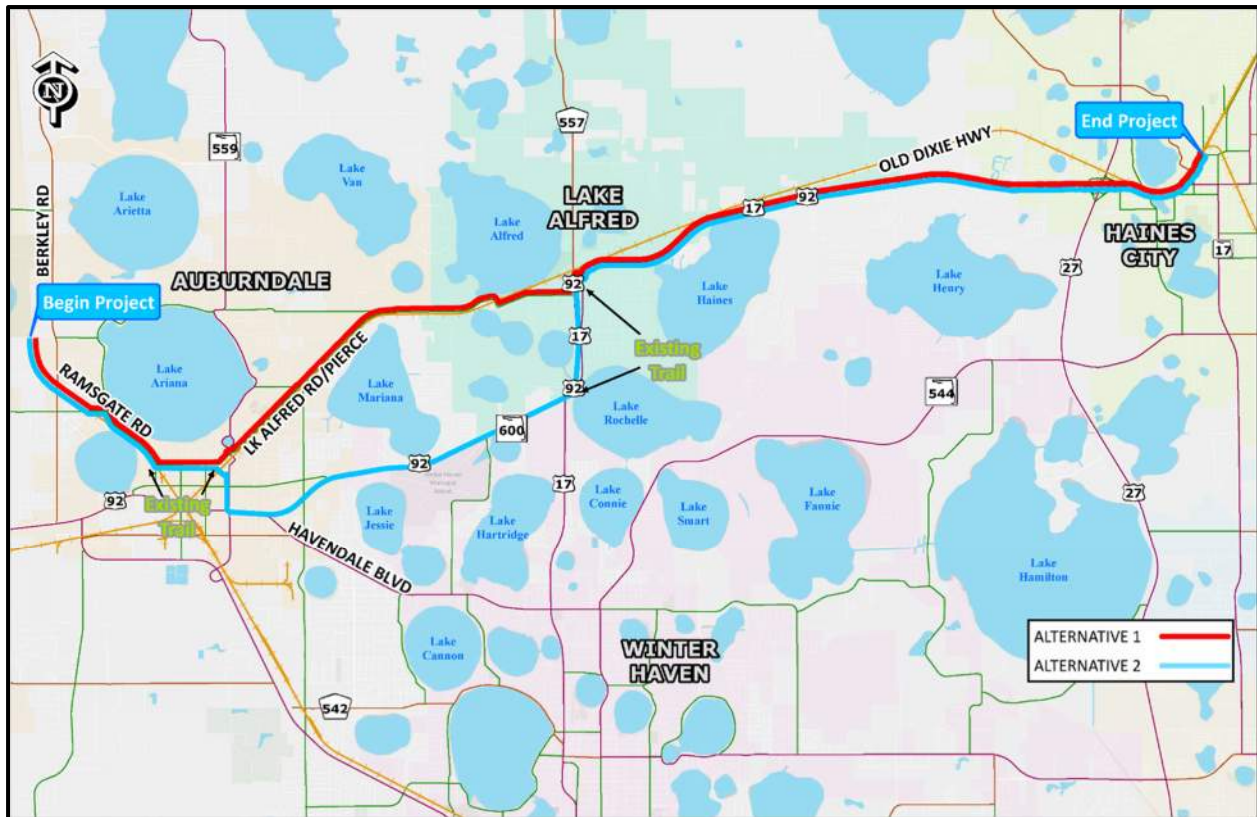 N
557
End Project
559
OLD DIXIE HWY
Lake
Van
Lake
Arietta
BERKLEY RD
LAKE
ALFRED
17
92
Lake
Alfred
HAINES
CITY
17
AUBURNDALE
92
27
Lake
Haines
Lake
Henry
Begin Project
17
Existing
Trail
Lake
Ariana
LK ALFRED RD/PIERCE
Lake
Mariana
RAMSGATE RD
92
544
Lake
Rochelle
600
92
92
Existing
Trail
17
27
Lake
Jessie
Lake
Hartridge
Lake
Connie
Lake
Smart
Lake
Fannie
HAVENDALE BLVD
Lake
Hamilton
Lake
Cannon
WINTER
HAVEN
ALTERNATIVE 1
ALTERNATIVE 2
542